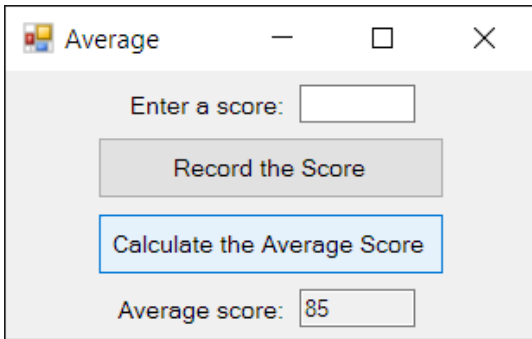 Average
Enter a score:
Record the Score
Calculate the Average Score
Average score: 85